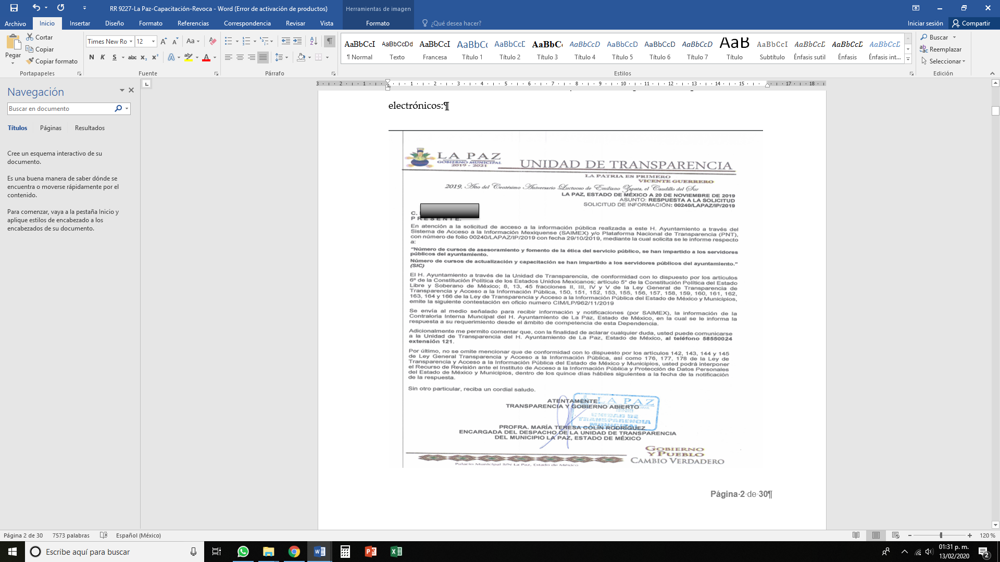 RR 9227-La Paz-Capacitación-Revoca - Word (Error de activación de productos)
Herramientas de imagen
Archivo Inicio Insertar Diseño Formato Referencias Correspondencia Revisar Vista Formato ¿Qué desea hacer? Iniciar sesión Compartir
Pegar
Cortar
Copiar
Copiar formato
Portapapeles
Times New Ro 12
N K S abc x₂ x²
Fuente
Párrafo
AaBbCcI AaBbCcDd AaBbCcI AaBbCc AaBbCcD AaBbC AaBbCcD AaBbCcD AaBbCcD AaBbCcD AaB AaBbCcI AaBbCcD AaBbCcD AaBbCcD
¶ Normal Texto Francesa Título 1 Título 2 Título 3 Título 4 Título 5 Título 6 Título 7 Título Subtítulo Énfasis sutil Énfasis Énfasis int...
Estilos
Buscar
Reemplazar
Seleccionar
Edición
3 2 1 1 2 3 4 5 6 7 8 9 10 11 12 13 14 15 17 18
Navegación
Buscar en documento
Títulos Páginas Resultados
Cree un esquema interactivo de su
documento.
Es una buena manera de saber dónde se
encuentra o moverse rápidamente por el
contenido.
Para comenzar, vaya a la pestaña Inicio y
aplique estilos de encabezado a los
encabezados de su documento.
electrónicos:¶
LA PAZ
GOBIERNO MUNICIPAL
2019 - 2021
UNIDAD DE TRANSPARENCIA
LA PATRIA ES PRIMERO
VICENTE GUERRERO
2019. Año del Centésimo Aniversario Luctuoso de Emiliano Zapata, el Caudillo del Sur
LA PAZ, ESTADO DE MÉXICO A 20 DE NOVIEMBRE DE 2019
ASUNTO: RESPUESTA A LA SOLICITUD
SOLICITUD DE INFORMACIÓN: 00240/LAPAZ/IP/2019
C.
P R E S E N T E.
En atención a la solicitud de acceso a la información pública realizada a este H. Ayuntamiento a través del
Sistema de Acceso a la Información Mexiquense (SAIMEX) y/o Plataforma Nacional de Transparencia (PNT),
con número de folio 00240/LAPAZ/IP/2019 con fecha 29/10/2019, mediante la cual solicita se le informe respecto
a:
"Número de cursos de asesoramiento y fomento de la ética del servicio público, se han impartido a los servidores
públicos del ayuntamiento.
Número de cursos de actualización y capacitación se han impartido a los servidores públicos del ayuntamiento."
(SIC)
El H. Ayuntamiento a través de la Unidad de Transparencia, de conformidad con lo dispuesto por los artículos
6º de la Constitución Política de los Estados Unidos Mexicanos; artículo 5º de la Constitución Política del Estado
Libre y Soberano de México; 8, 13, 45 fracciones II, III, IV y V de la Ley General de Transparencia de
Transparencia y Acceso a la Información Pública, 150, 151, 152, 153, 155, 156, 157, 158, 159, 160, 161, 162,
163, 164 y 166 de la Ley de Transparencia y Acceso a la Información Pública del Estado de México y Municipios,
emite la siguiente contestación en oficio numero CIM/LP/962/11/2019
Se envía al medio señalado para recibir información y notificaciones (por SAIMEX), la información de la
Contraloría Interna Muncipal del H. Ayuntamiento de La Paz, Estado de México, en la cual se le informa la
respuesta a su requerimiento desde el ámbito de competencia de esta Dependencia.
Adicionalmente me permito comentar que, con la finalidad de aclarar cualquier duda, usted puede comunicarse
a la Unidad de Transparencia del H. Ayuntamiento de La Paz, Estado de México, al teléfono 58550024
extensión 121.
Por último, no se omite mencionar que de conformidad con lo dispuesto por los artículos 142, 143, 144 y 145
de Ley General Transparencia y Acceso a la Información Pública, así como 176, 177, 178 de la Ley de
Transparencia y Acceso a la Información Pública del Estado de México y Municipios, usted podrá interponer
el Recurso de Revisión ante el Instituto de Acceso a la Información Pública y Protección de Datos Personales
del Estado de México y Municipios, dentro de los quince días hábiles siguientes a la fecha de la notificación
de la respuesta.
Sin otro particular, reciba un cordial saludo.
ATENTAMENTE
TRANSPARENCIA Y GOBIERNO ABIERTO
LA PAZ
UNIDAD DE
TRANSPARENCIA
MUNICIPAL
PROFRA. MARÍA TERESA COLÍN RODRÍGUEZ
ENCARGADA DEL DESPACHO DE LA UNIDAD DE TRANSPARENCIA
DEL MUNICIPIO LA PAZ, ESTADO DE MÉXICO
GOBIERNO
Y PUEBLO
CAMBIO VERDADERO
Palacio Municipal S/N La Paz, Estado de México
Página·2·de·30¶
Página 2 de 30 7573 palabras Español (México) 120 %
Escribe aquí para buscar
01:31 p. m.
13/02/2020
2